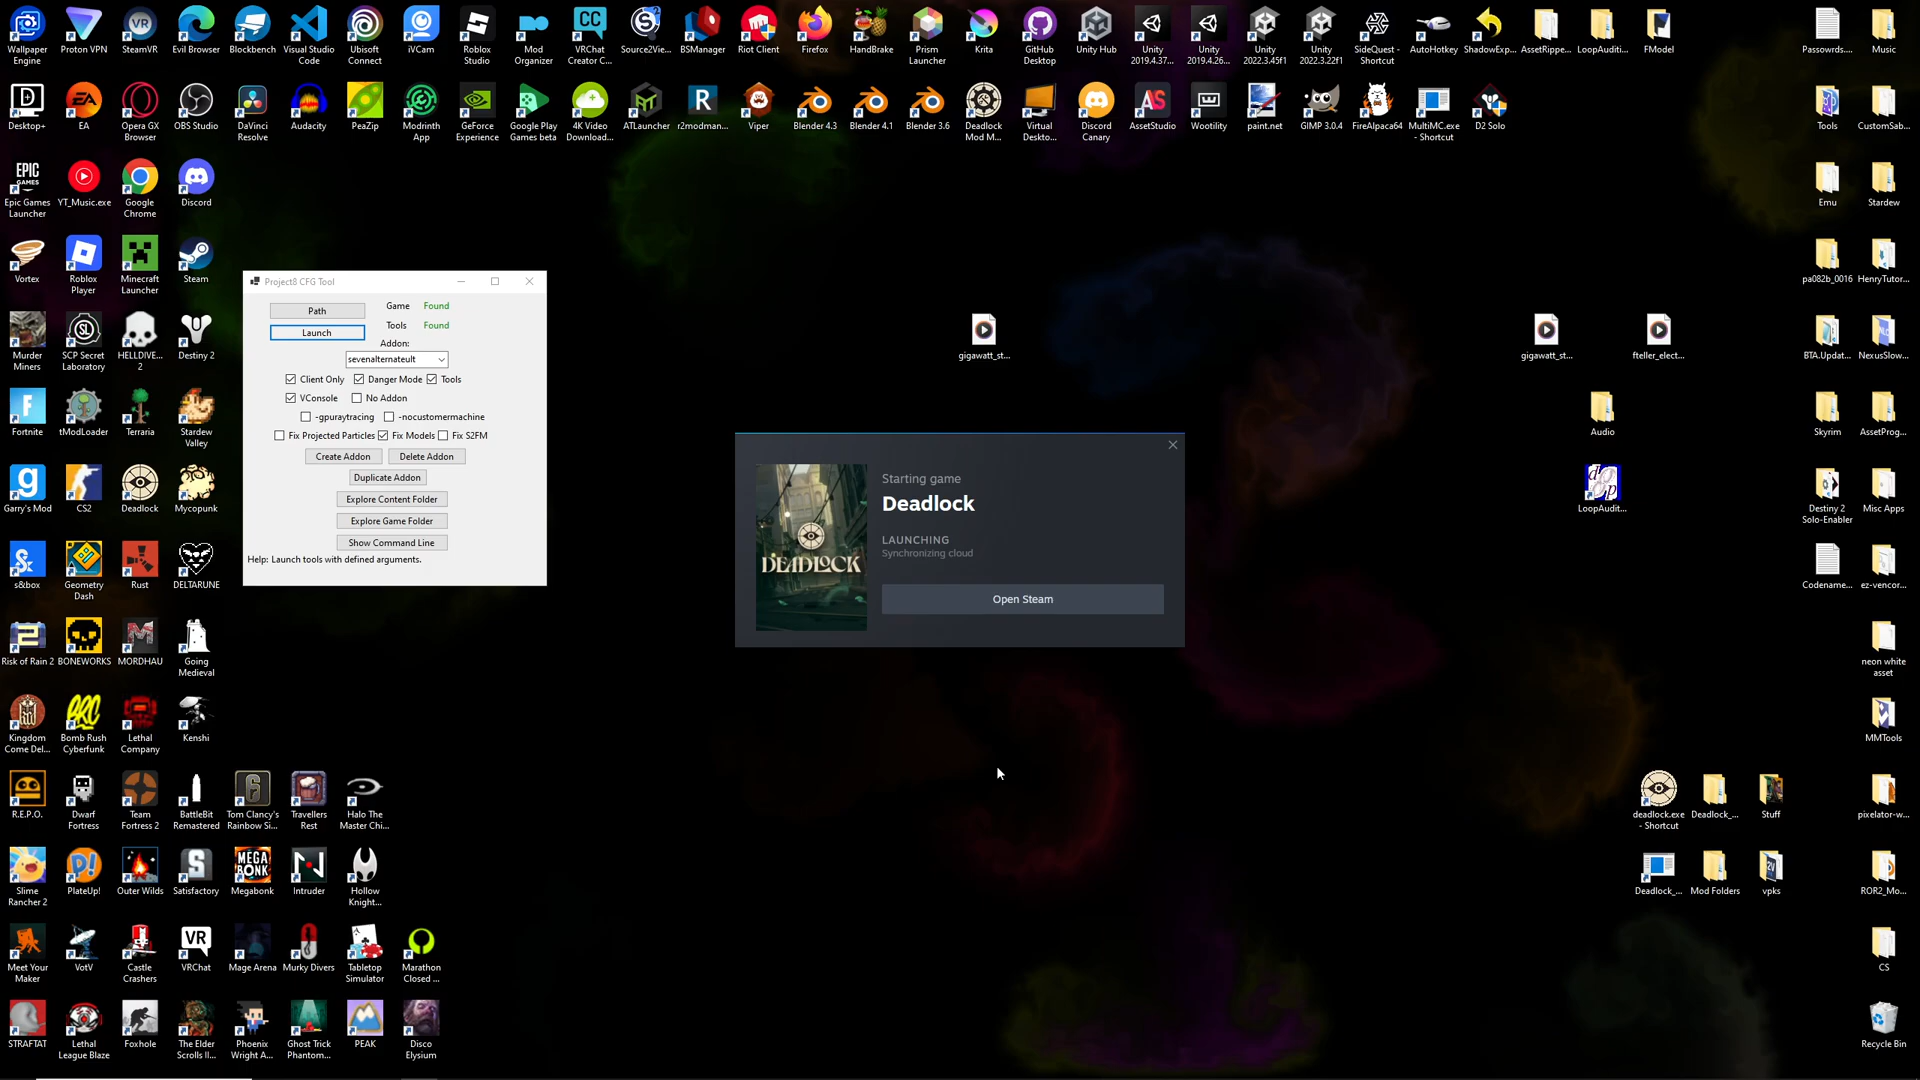 Wallpaper Engine
Proton VPN
SteamVR
Evil Browser
Blockbench
Visual Studio Code
Ubisoft Connect
iVCam
Roblox Studio
Mod Organizer
VRChat Creator C...
Source2Vie...
BSManager
Riot Client
Firefox
HandBrake
Prism Launcher
Krita
GitHub Desktop
Unity Hub
Unity 2019.4.37...
Unity 2019.4.26...
Unity 2022.3.45f1
Unity 2022.3.22f1
SideQuest - Shortcut
AutoHotkey
ShadowExp...
AssetRippe...
LoopAuditi...
FModel
Passowrds....
Music
Desktop+
EA
Opera GX Browser
OBS Studio
DaVinci Resolve
Audacity
PeaZip
Modrinth App
GeForce Experience
Google Play Games beta
4K Video Download...
ATLauncher
r2modman...
Viper
Blender 4.3
Blender 4.1
Blender 3.6
Deadlock Mod M...
Virtual Deskto...
Discord Canary
AssetStudio
Wootility
paint.net
GIMP 3.0.4
FireAlpaca64
MultiMC.exe - Shortcut
D2 Solo
Tools
CustomSab...
Epic Games Launcher
YT_Music.exe
Google Chrome
Discord
Emu
Stardew
Vortex
Roblox Player
Minecraft Launcher
Steam
pa082b_0016
HenryTutor...
Project8 CFG Tool
Path
Game Found
Launch
Tools Found
Addon:
sevenalternateult
Client Only
Danger Mode
Tools
VConsole
No Addon
-gpuraytracing
-nocustomermachine
Fix Projected Particles
Fix Models
Fix S2FM
Create Addon
Delete Addon
Duplicate Addon
Explore Content Folder
Explore Game Folder
Show Command Line
Help: Launch tools with defined arguments.
Murder Miners
SCP Secret Laboratory
HELLDIVE... 2
Destiny 2
gigawatt_st...
gigawatt_st...
fteller_elect...
BTA.Updat...
NexusSlow...
Fortnite
tModLoader
Terraria
Stardew Valley
Audio
Skyrim
AssetProg...
Starting game
Deadlock
LAUNCHING
Synchronizing cloud
Open Steam
DEADLOCK
Garry's Mod
CS2
Deadlock
Mycopunk
LoopAudit...
Destiny 2 Solo-Enabler
Misc Apps
s&box
Geometry Dash
Rust
DELTARUNE
Codename...
ez-vencor...
Risk of Rain 2
BONEWORKS
MORDHAU
Going Medieval
neon white asset
Kingdom Come Del...
Bomb Rush Cyberfunk
Lethal Company
Kenshi
MMTools
R.E.P.O.
Dwarf Fortress
Team Fortress 2
BattleBit Remastered
Tom Clancy's Rainbow Si...
Travellers Rest
Halo The Master Chi...
deadlock.exe - Shortcut
Deadlock_...
Stuff
pixelator-w...
Slime Rancher 2
PlateUp!
Outer Wilds
Satisfactory
Megabonk
Intruder
Hollow Knight...
Deadlock_...
Mod Folders
vpks
ROR2_Mo...
Meet Your Maker
VotV
Castle Crashers
VRChat
Mage Arena
Murky Divers
Tabletop Simulator
Marathon Closed ...
CS
STRAFTAT
Lethal League Blaze
Foxhole
The Elder Scrolls II...
Phoenix Wright A...
Ghost Trick Phantom...
PEAK
Disco Elysium
Recycle Bin